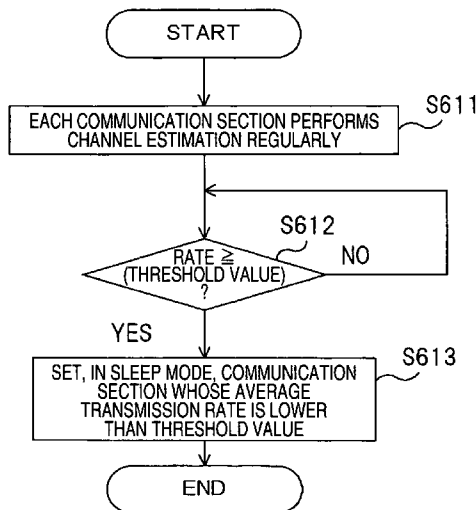 START
S611
EACH COMMUNICATION SECTION PERFORMS
CHANNEL ESTIMATION REGULARLY
S612
RATE ≧
(THRESHOLD VALUE)
?
NO
YES
S613
SET, IN SLEEP MODE, COMMUNICATION
SECTION WHOSE AVERAGE
TRANSMISSION RATE IS LOWER
THAN THRESHOLD VALUE
END